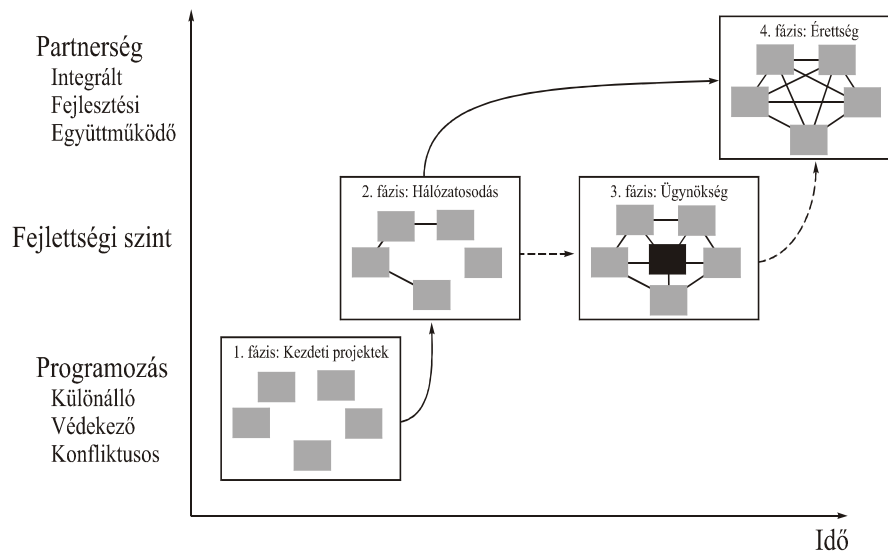 Partnerség
Integrált
Fejlesztési
Együttműködő
4. fázis: Érettség
2. fázis: Hálózatosodás
3. fázis: Ügynökség
Fejlettségi szint
1. fázis: Kezdeti projektek
Programozás
Különálló
Védekező
Konfliktusos
Idő